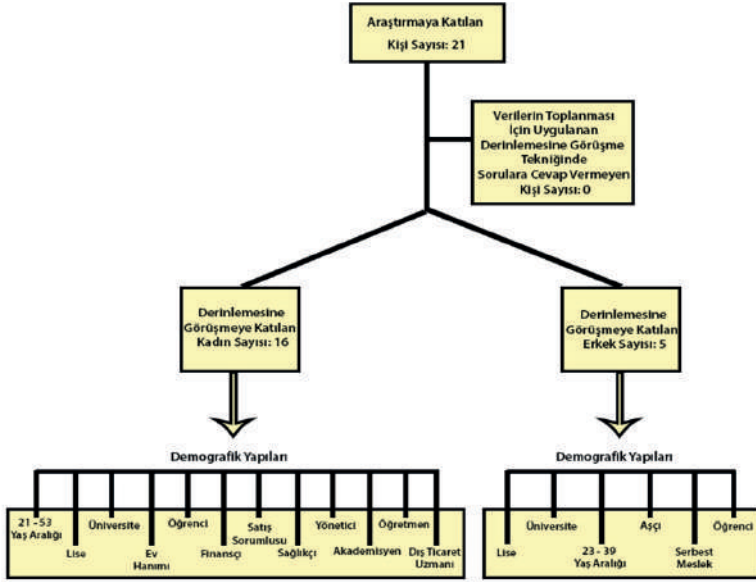 Araştırmaya Katılan
Kişi Sayısı: 21
Verilerin Toplanması
İçin Uygulanan
Derinlemesine Görüşme
Tekniğinde
Sorulara Cevap Vermeyen
Kişi Sayısı: 0
Derinlemesine
Görüşmeye Katılan
Kadın Sayısı: 16
Derinlemesine
Görüşmeye Katılan
Erkek Sayısı: 5
Demografik Yapıları
21 - 53
Yaş Aralığı
Lise
Üniversite
Ev
Hanımı
Öğrenci
Finansçı
Satış
Sorumlusu
Sağlıkçı
Yönetici
Akademisyen
Öğretmen
Dış Ticaret
Uzmanı
Demografik Yapıları
Lise
Üniversite
23 - 39
Yaş Aralığı
Aşçı
Serbest
Meslek
Öğrenci